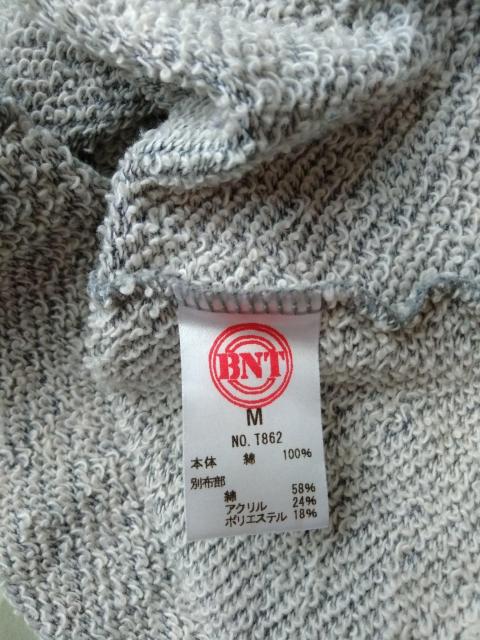 BNT
M
NO. T862
本体 綿 100%
別布部
綿 58%
アクリル 24%
ポリエステル 18%